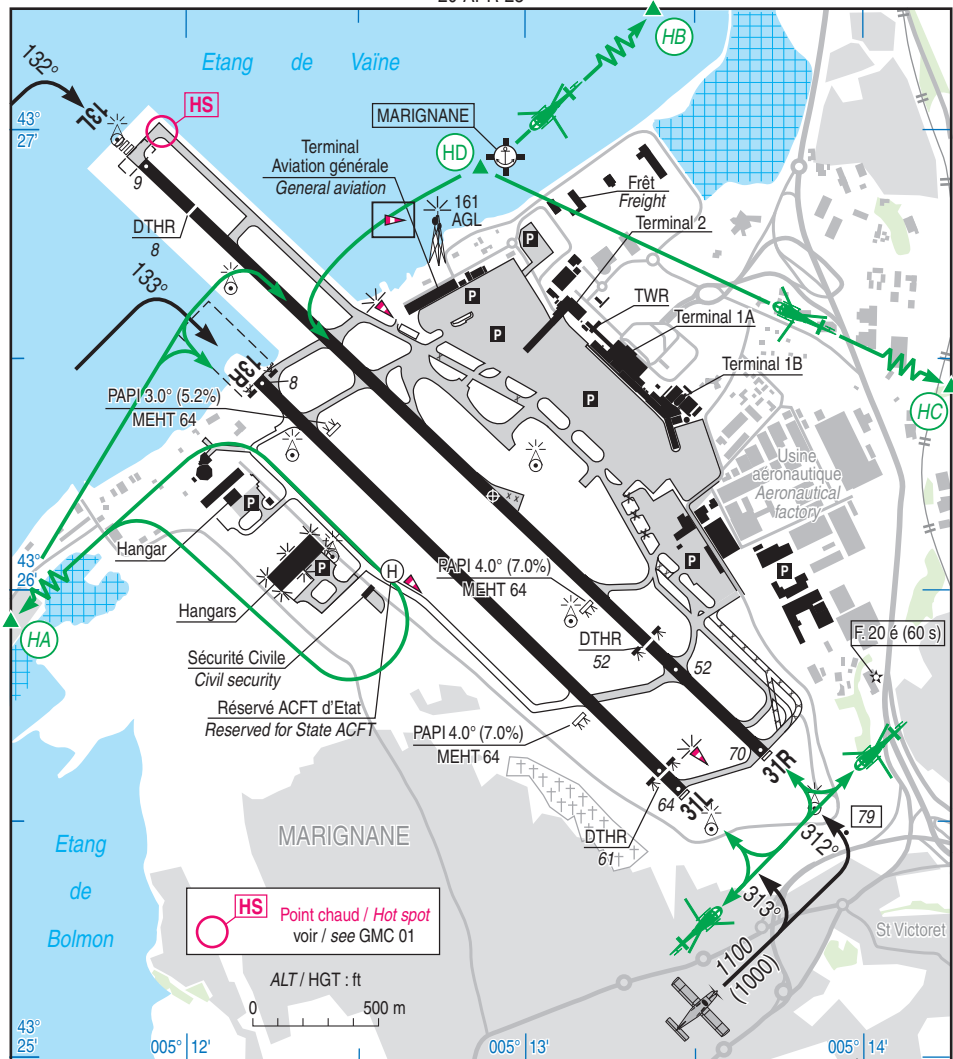 Etang de Vaïne
HB
132°
13L
HS
43°
27'
MARIGNANE
HD
Terminal
Aviation générale
General aviation
161
AGL
Frêt
Freight
Terminal 2
TWR
Terminal 1A
Terminal 1B
P
P
P
P
9
DTHR
8
133°
13R
8
PAPI 3.0° (5.2%)
MEHT 64
HC
Usine
aéronautique
Aeronautical
factory
Hangar
P
P
P
P
43°
26'
Hangars
H
PAPI 4.0° (7.0%)
MEHT 64
HA
DTHR
52
52
F. 20 é (60 s)
Sécurité Civile
Civil security
Réservé ACFT d'Etat
Reserved for State ACFT
PAPI 4.0° (7.0%)
MEHT 64
70
31R
64
31L
DTHR
61
79
312°
313°
MARIGNANE
Etang
de
Bolmon
HS
Point chaud / Hot spot
voir / see GMC 01
St Victoret
1100
(1000)
ALT / HGT : ft
0 500 m
43°
25'
005° 12'
005° 13'
005° 14'